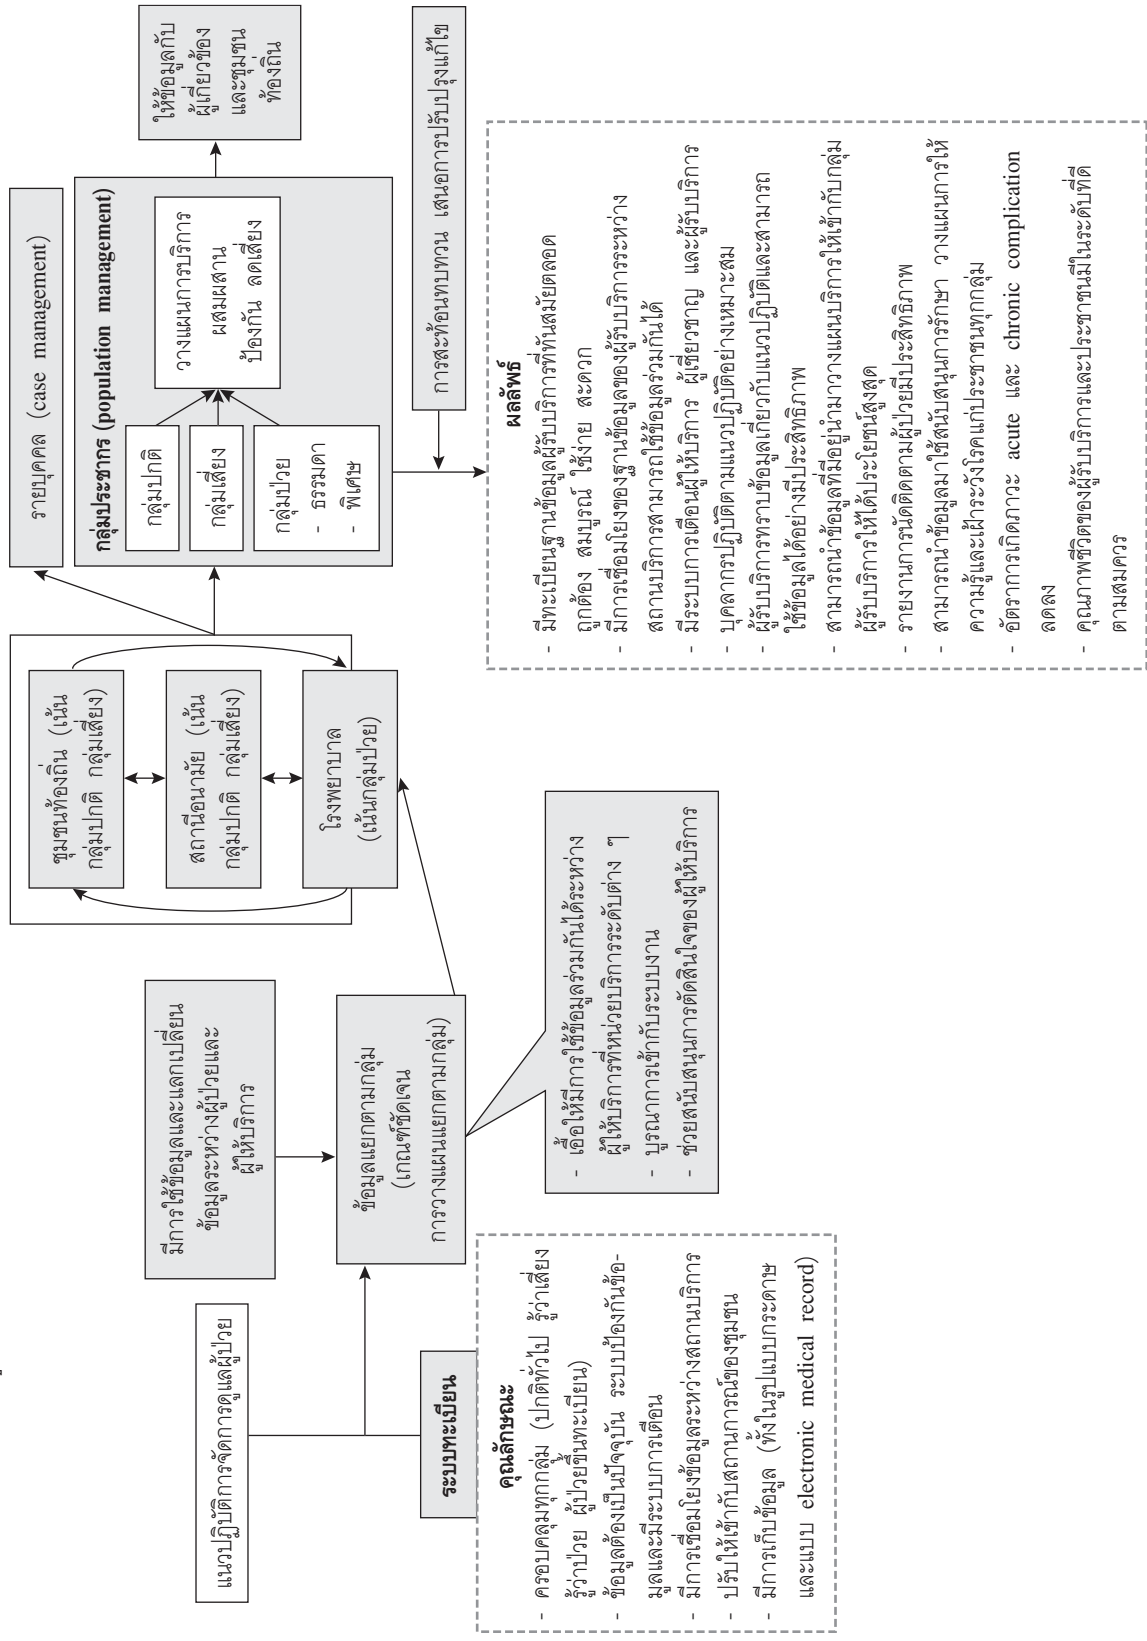 แนวปฏิบัติการจัดการดูแลผู้ป่วย
ระบบทะเบียน
คุณลักษณะ
- ครอบคลุมทุกกลุ่ม (ปกติทั่วไป รู้ว่าเสี่ยง
รู้ว่าป่วย ผู้ป่วยขึ้นทะเบียน)
- ข้อมูลต้องเป็นปัจจุบัน ระบบป้องกันข้อ-
มูลและมีระบบการเตือน
- มีการเชื่อมโยงข้อมูลระหว่างสถานบริการ
- ปรับให้เข้ากับสถานการณ์ของชุมชน
- มีการเก็บข้อมูล (ทั้งในรูปแบบกระดาษ
และแบบ electronic medical record)
มีการใช้ข้อมูลและแลกเปลี่ยน
ข้อมูลระหว่างผู้ป่วยและ
ผู้ให้บริการ
ข้อมูลแยกตามกลุ่ม
(เกณฑ์ชัดเจน
การวางแผนแยกตามกลุ่ม)
- เอื้อให้มีการใช้ข้อมูลร่วมกันได้ระหว่าง
ผู้ให้บริการที่หน่วยบริการระดับต่าง ๆ
- บูรณาการเข้ากับระบบงาน
- ช่วยสนับสนุนการตัดสินใจของผู้ให้บริการ
ชุมชนท้องถิ่น (เน้น
กลุ่มปกติ กลุ่มเสี่ยง)
สถานีอนามัย (เน้น
กลุ่มปกติ กลุ่มเสี่ยง)
โรงพยาบาล
(เน้นกลุ่มป่วย)
รายบุคคล (case management)
กลุ่มประชากร (population management)
กลุ่มปกติ
กลุ่มเสี่ยง
กลุ่มป่วย
- ธรรมดา
- พิเศษ
วางแผนการบริการ
ผสมผสาน
ป้องกัน ลดเสี่ยง
ให้ข้อมูลกับ
ผู้เกี่ยวข้อง
และชุมชน
ท้องถิ่น
การสะท้อนทบทวน เสนอการปรับปรุงแก้ไข
ผลลัพธ์
- มีทะเบียนฐานข้อมูลผู้รับบริการที่ทันสมัยตลอด
ถูกต้อง สมบูรณ์ ใช้ง่าย สะดวก
- มีการเชื่อมโยงของฐานข้อมูลของผู้รับบริการระหว่าง
สถานบริการสามารถใช้ข้อมูลร่วมกันได้
- มีระบบการเตือนผู้ให้บริการ ผู้เชี่ยวชาญ และผู้รับบริการ
- บุคลากรปฏิบัติตามแนวปฏิบัติอย่างเหมาะสม
- ผู้รับบริการทราบข้อมูลเกี่ยวกับแนวปฏิบัติและสามารถ
ใช้ข้อมูลได้อย่างมีประสิทธิภาพ
- สามารถนำข้อมูลที่มีอยู่นำมาวางแผนบริการให้เข้ากับกลุ่ม
ผู้รับบริการให้ได้ประโยชน์สูงสุด
- รายงานการนัดติดตามผู้ป่วยมีประสิทธิภาพ
- สามารถนำข้อมูลมาใช้สนับสนุนการรักษา วางแผนการให้
ความรู้และเฝ้าระวังโรคแก่ประชาชนทุกกลุ่ม
- อัตราการเกิดภาวะ acute และ chronic complication
ลดลง
- คุณภาพชีวิตของผู้รับบริการและประชาชนมีในระดับที่ดี
ตามสมควร